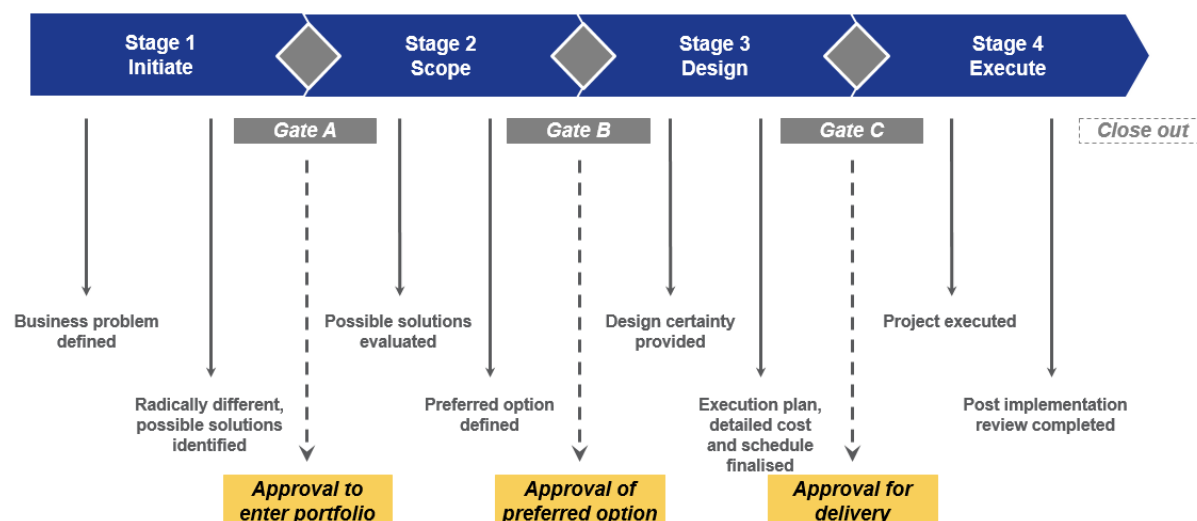 Stage 1
Initiate
Stage 2
Scope
Stage 3
Design
Stage 4
Execute
Gate A
Gate B
Gate C
Close out
Business problem
defined
Possible solutions
evaluated
Design certainty
provided
Project executed
Radically different,
possible solutions
identified
Preferred option
defined
Execution plan,
detailed cost
and schedule
finalised
Post implementation
review completed
Approval to
enter portfolio
Approval of
preferred option
Approval for
delivery